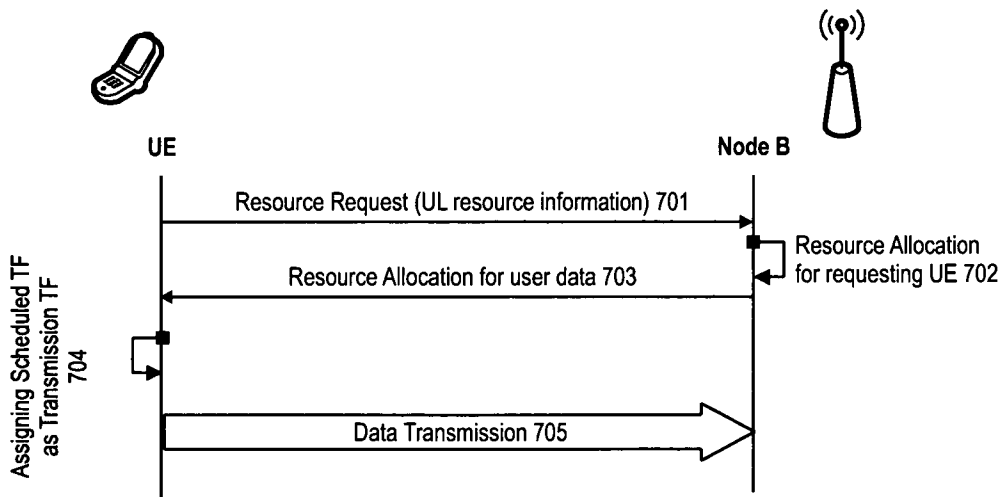 UE
Node B
Resource Request (UL resource information) 701
Resource Allocation
for requesting UE 702
Resource Allocation for user data 703
Assigning Scheduled TF
as Transmission TF
704
Data Transmission 705